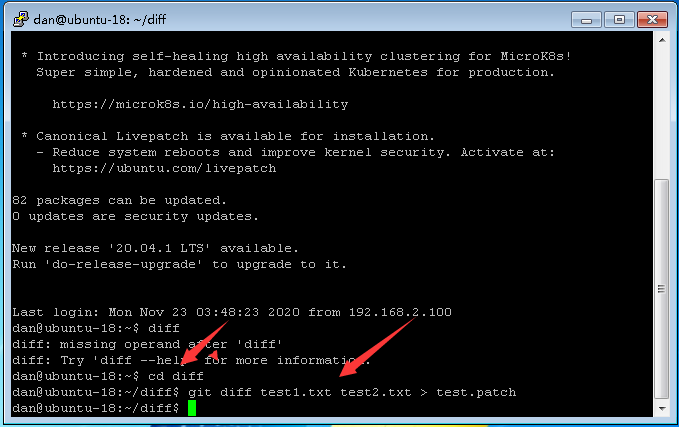 dan@ubuntu-18: ~/diff
* Introducing self-healing high availability clustering for MicroK8s!
Super simple, hardened and opinionated Kubernetes for production.
https://microk8s.io/high-availability
* Canonical Livepatch is available for installation.
- Reduce system reboots and improve kernel security. Activate at:
https://ubuntu.com/livepatch
82 packages can be updated.
0 updates are security updates.
New release '20.04.1 LTS' available.
Run 'do-release-upgrade' to upgrade to it.
Last login: Mon Nov 23 03:48:23 2020 from 192.168.2.100
dan@ubuntu-18:~$ diff
diff: missing operand after 'diff'
diff: Try 'diff --help' for more information.
dan@ubuntu-18:~$ cd diff
dan@ubuntu-18:~/diff$ git diff test1.txt test2.txt > test.patch
dan@ubuntu-18:~/diff$